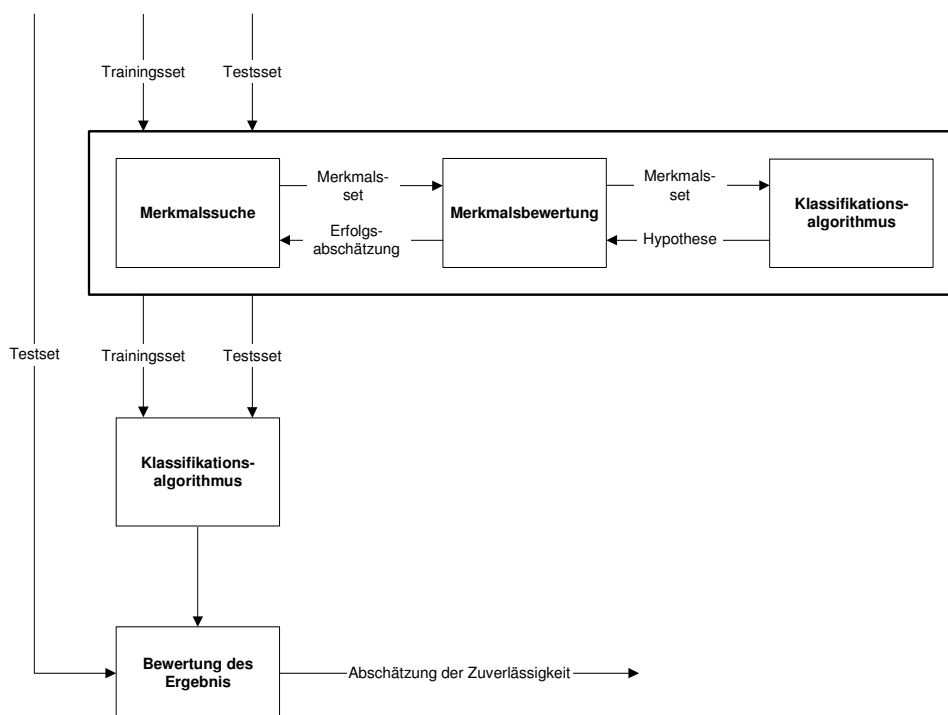 Trainingsset
Testsset
Merkmalssuche
Merkmals-
set
Erfolgs-
abschätzung
Merkmalsbewertung
Merkmals-
set
Hypothese
Klassifikations-
algorithmus
Testset
Trainingsset
Testsset
Klassifikations-
algorithmus
Bewertung des
Ergebnis
Abschätzung der Zuverlässigkeit